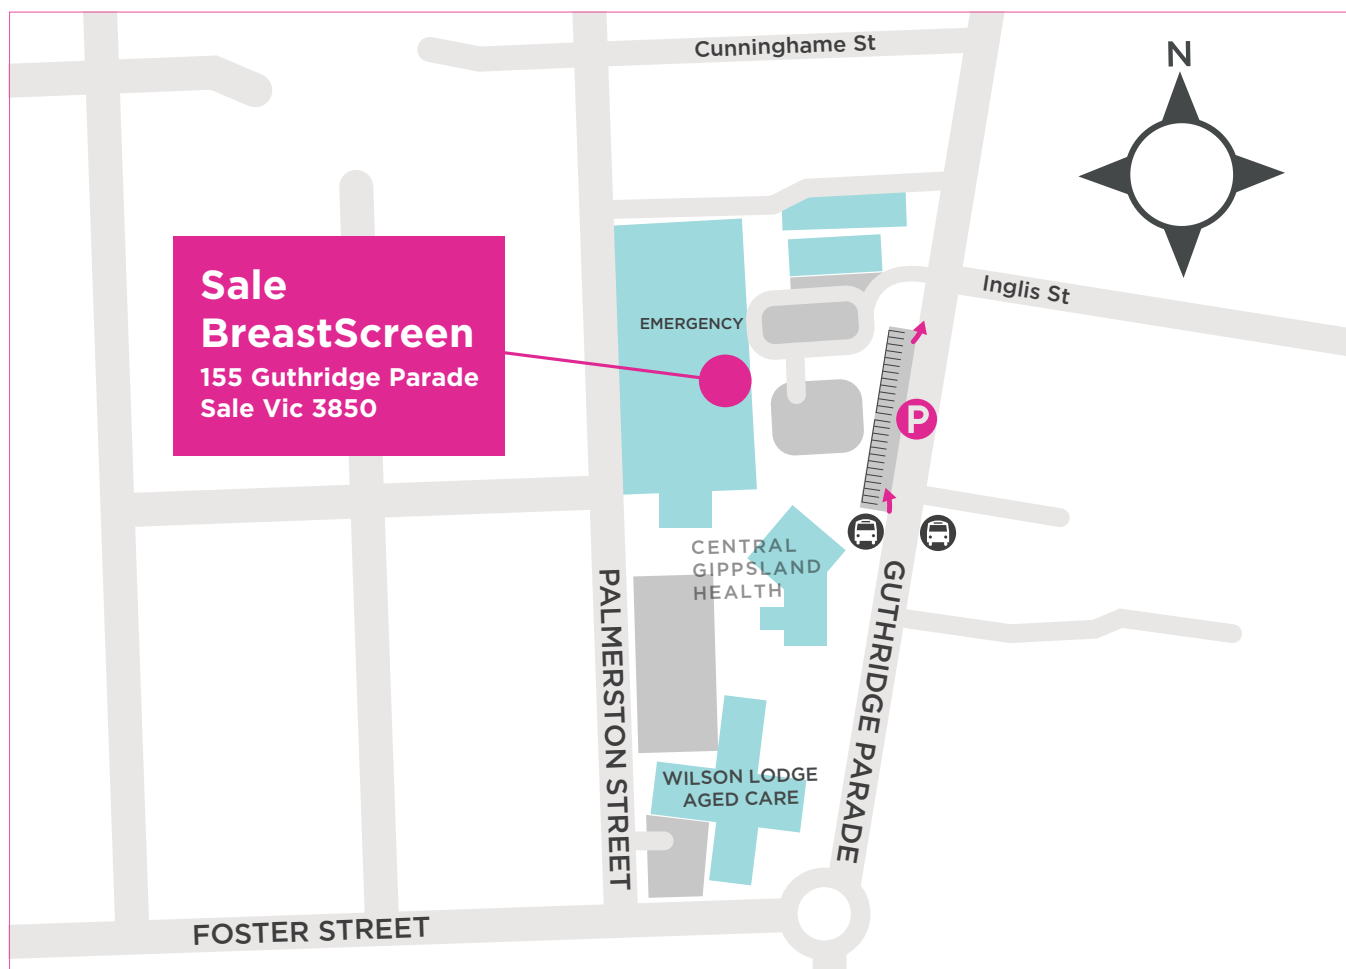 Cunninghame St
N
Sale
BreastScreen
155 Guthridge Parade
Sale Vic 3850
Inglis St
EMERGENCY
P
CENTRAL
GIPPSLAND
HEALTH
PALMERSTON STREET
GUTHRIDGE PARADE
WILSON LODGE
AGED CARE
FOSTER STREET